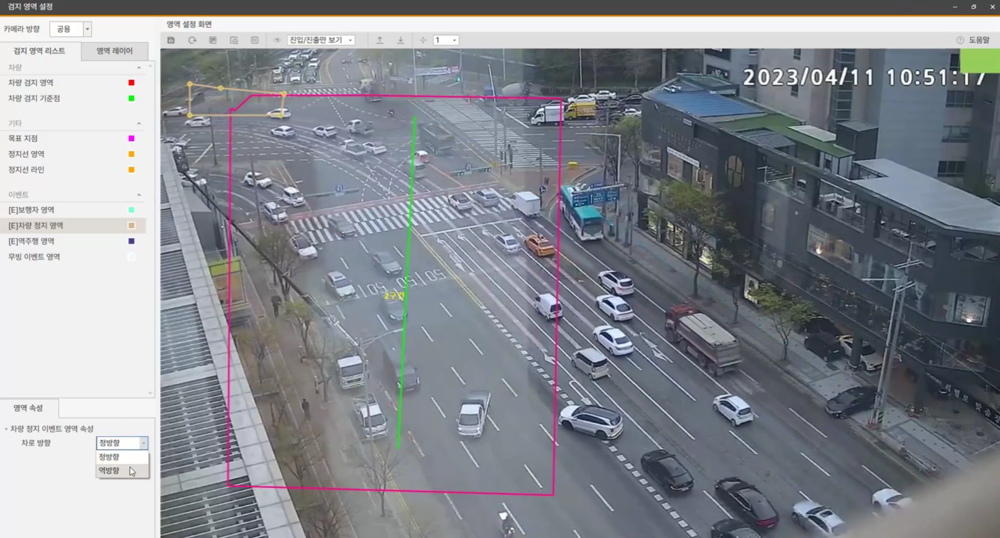 검지 영역 설정
카메라 방향 공용
영역 설정 화면
진입/진출만 보기 1 도움말
검지 영역 리스트 영역 레이어
차량
차량 검지 영역
차량 검지 기준점
기타
목표 지점
정지선 영역
정지선 라인
이벤트
[E]보행자 영역
[E]차량 정지 영역
[E]역주행 영역
무빙 이벤트 영역
영역 속성
차량 정지 이벤트 영역 속성
차로 방향 정방향
정방향
역방향
2023/04/11 10:51:17
2구간
50 50 50